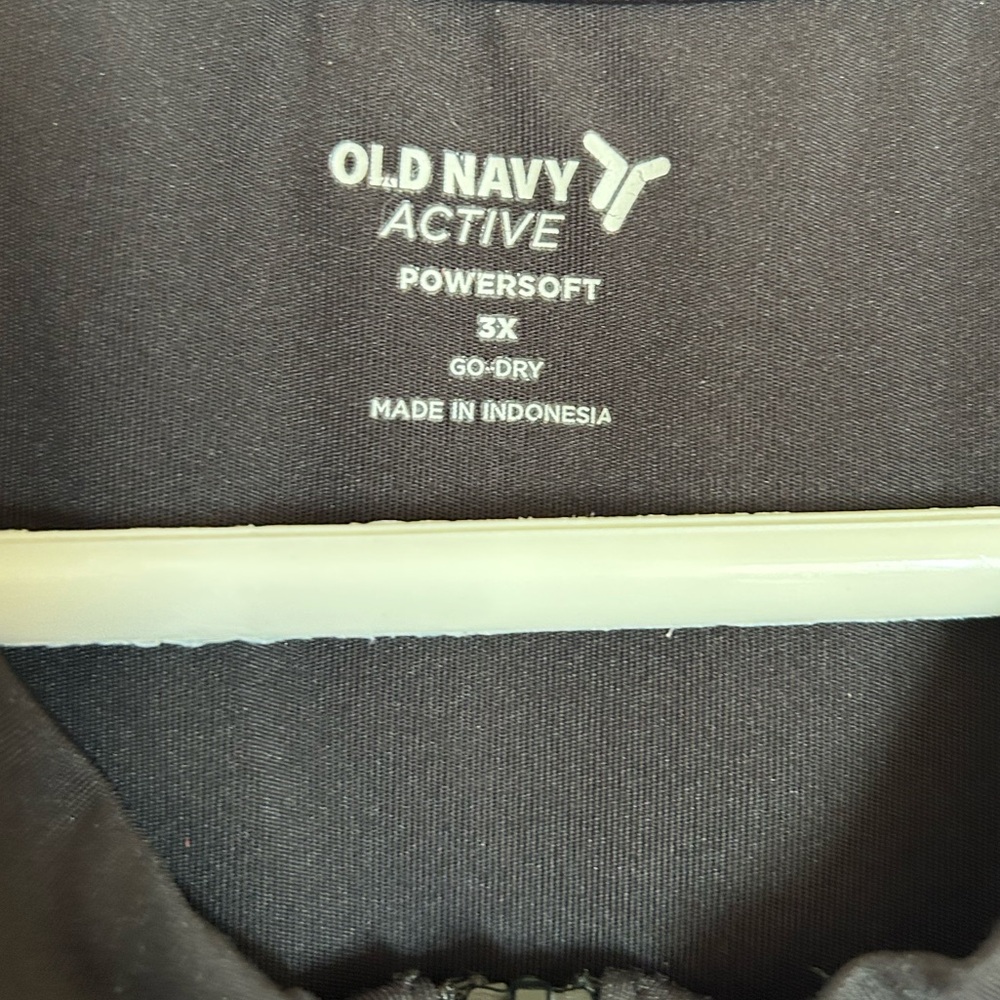 OLD NAVY
ACTIVE
POWERSOFT
3X
GO-DRY
MADE IN INDONESIA